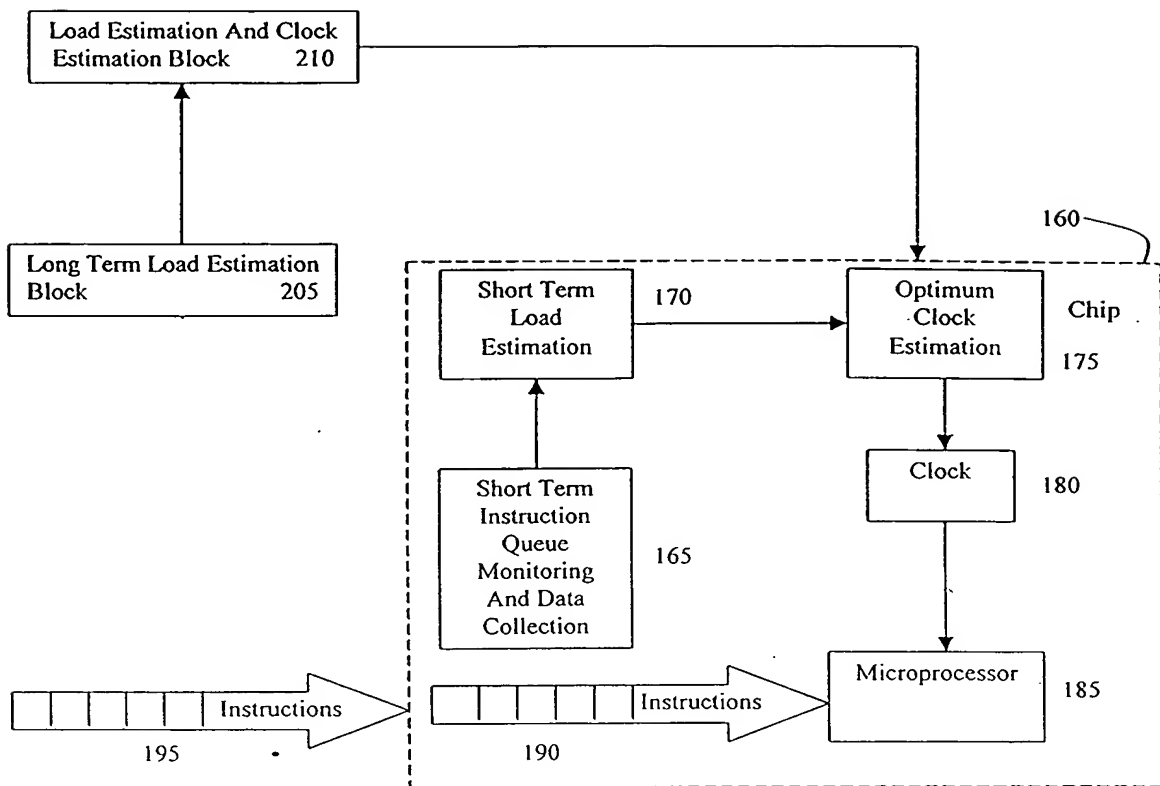 Load Estimation And Clock
Estimation Block 210
160
Long Term Load Estimation
Block 205
Short Term
Load
Estimation
170
Optimum
Clock
Estimation
Chip
175
Clock
180
Short Term
Instruction
Queue
Monitoring
And Data
Collection
165
Microprocessor
185
Instructions
195
Instructions
190